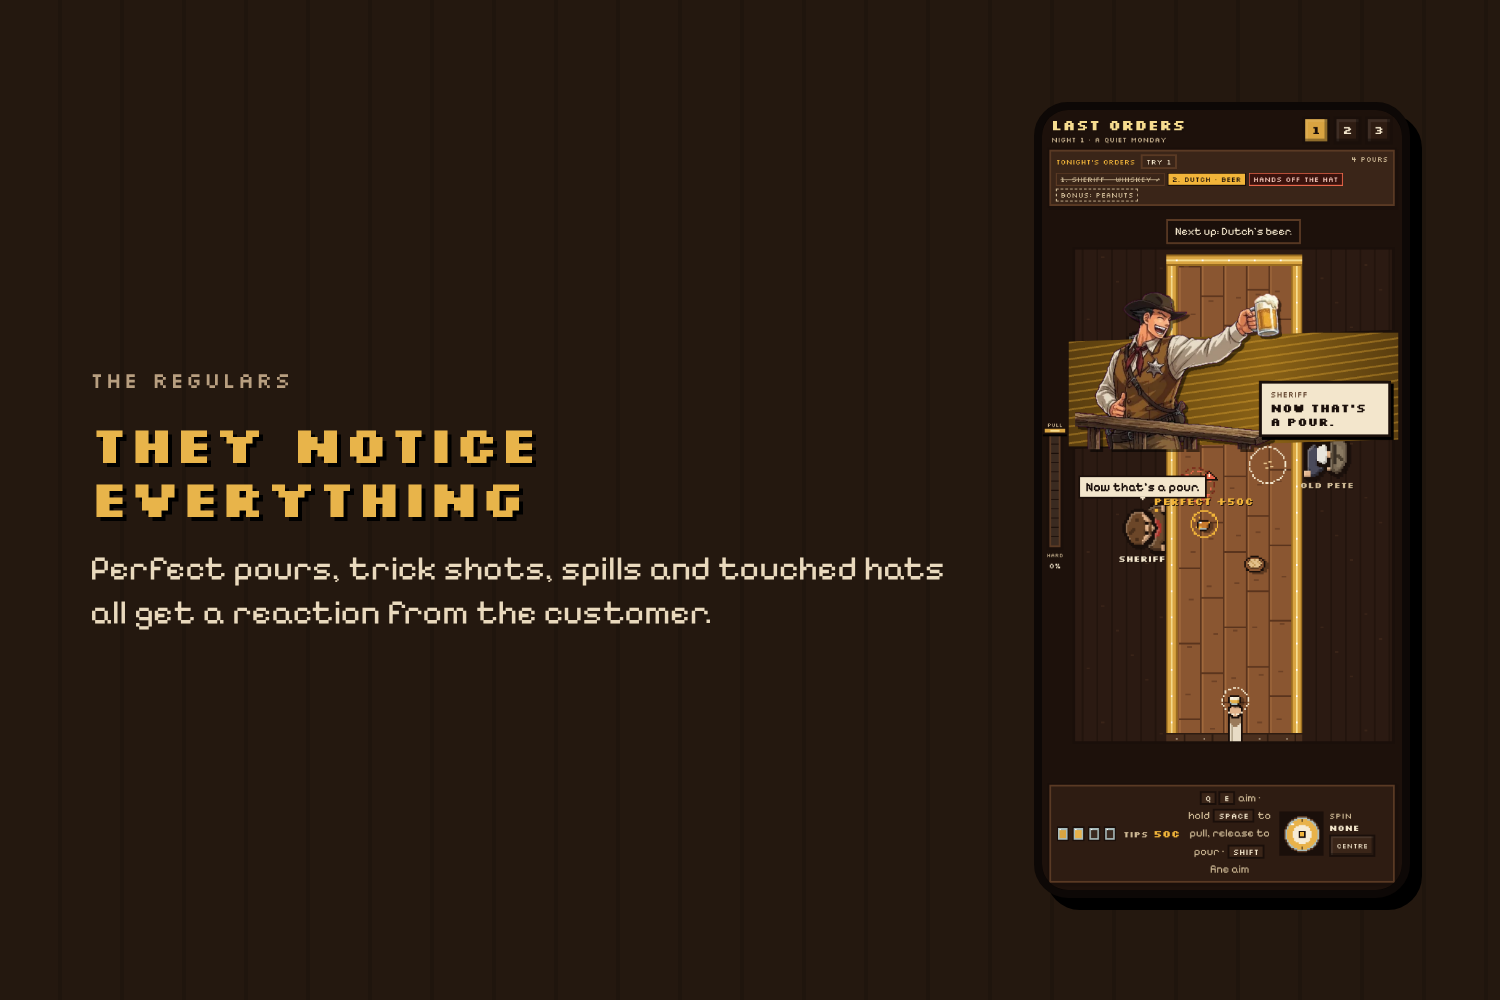 THE REGULARS
THEY NOTICE
EVERYTHING
Perfect pours, trick shots, spills and touched hats
all get a reaction from the customer.
LAST ORDERS
NIGHT 1 · A QUIET MONDAY
1 2 3
TONIGHT'S ORDERS TRY 1
4 POURS
1. SHERIFF · WHISKEY ✓ 2. DUTCH · BEER HANDS OFF THE HAT
BONUS: PEANUTS
Next up: Dutch's beer.
SHERIFF
NOW THAT'S
A POUR.
PULL
OLD PETE
Now that's a pour.
PERFECT +50¢
SHERIFF
HARD
0%
Q E aim ·
hold SPACE to
pull, release to
pour · SHIFT
fine aim
TIPS 50¢
SPIN
NONE
CENTRE